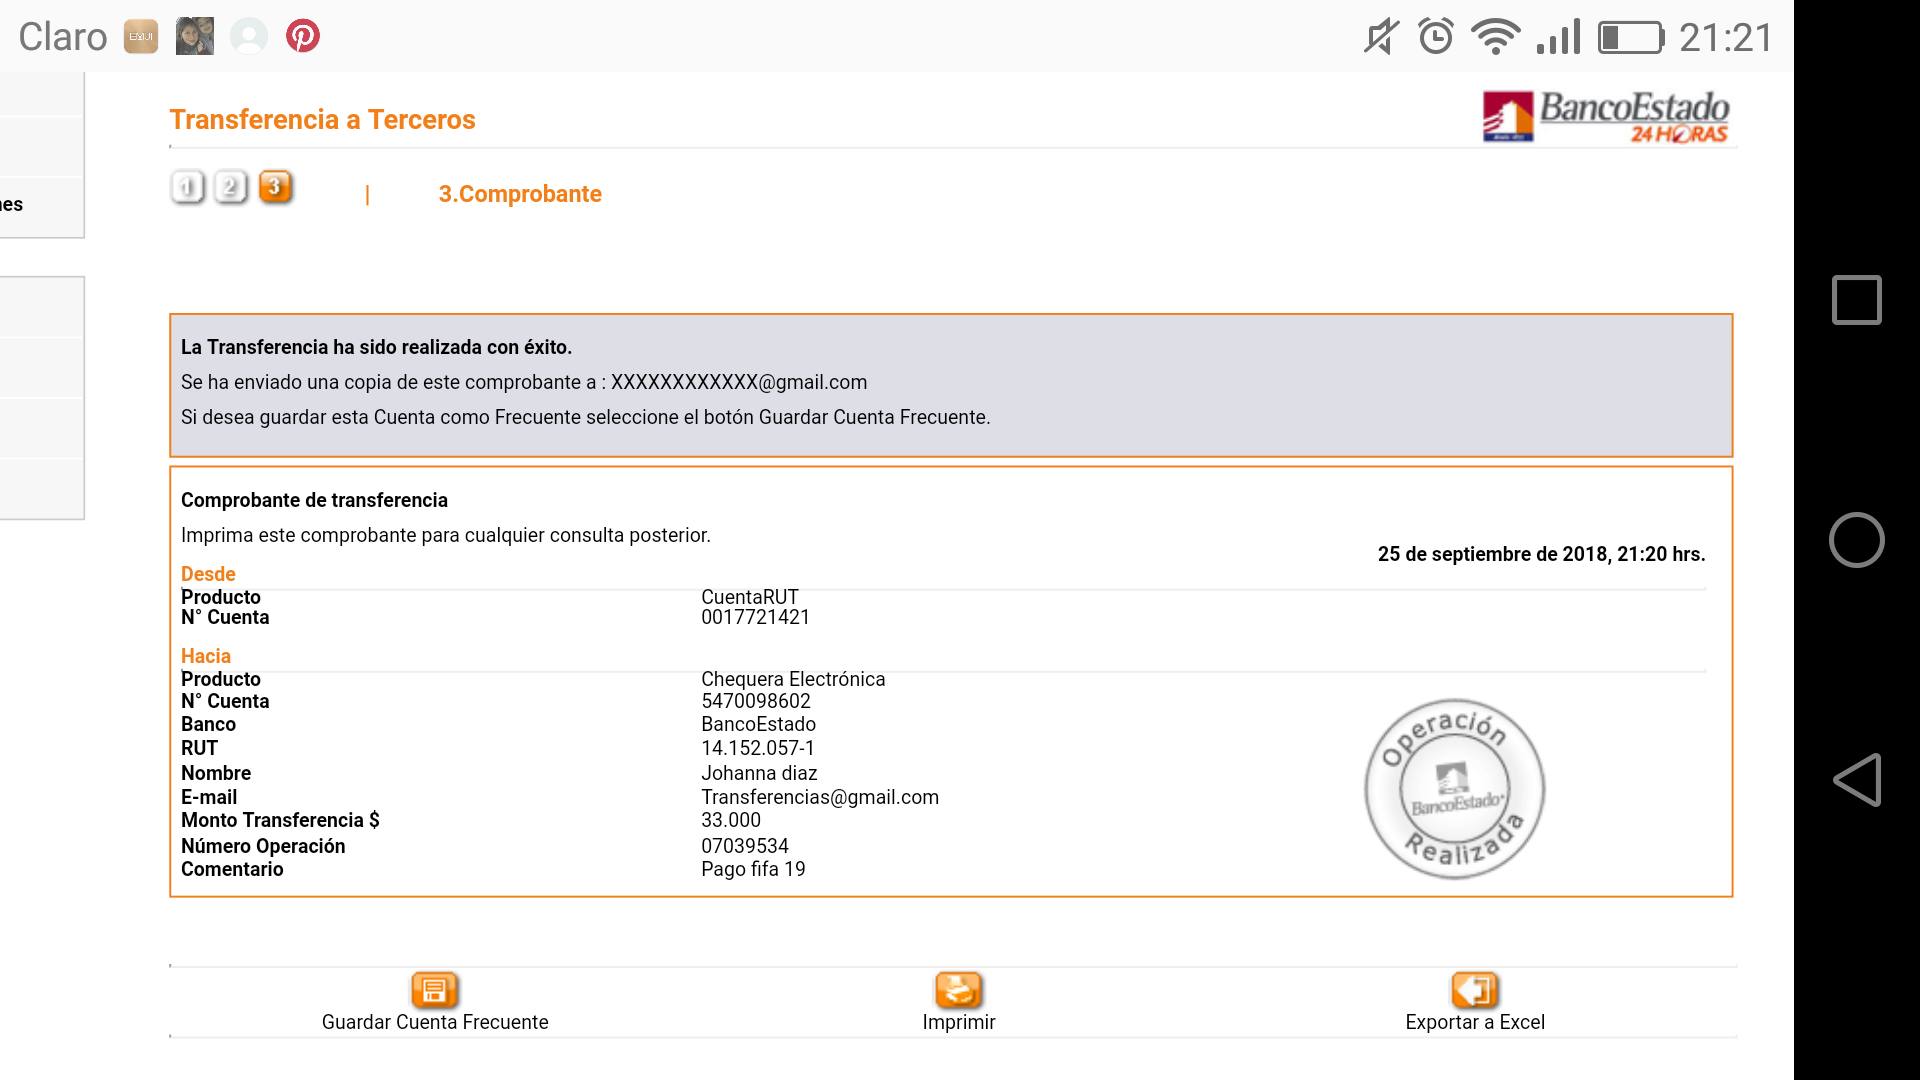 Claro
EMUI
21:21
nes
Transferencia a Terceros
BancoEstado
24 HORAS
1 2 3 | 3.Comprobante
La Transferencia ha sido realizada con éxito.
Se ha enviado una copia de este comprobante a : XXXXXXXXXXXX@gmail.com
Si desea guardar esta Cuenta como Frecuente seleccione el botón Guardar Cuenta Frecuente.
Comprobante de transferencia
Imprima este comprobante para cualquier consulta posterior.
25 de septiembre de 2018, 21:20 hrs.
Desde
Producto CuentaRUT
N° Cuenta 0017721421
Hacia
Producto Chequera Electrónica
N° Cuenta 5470098602
Banco BancoEstado
RUT 14.152.057-1
Nombre Johanna diaz
E-mail Transferencias@gmail.com
Monto Transferencia $ 33.000
Número Operación 07039534
Comentario Pago fifa 19
Operación
BancoEstado
Realizada
Guardar Cuenta Frecuente
Imprimir
Exportar a Excel